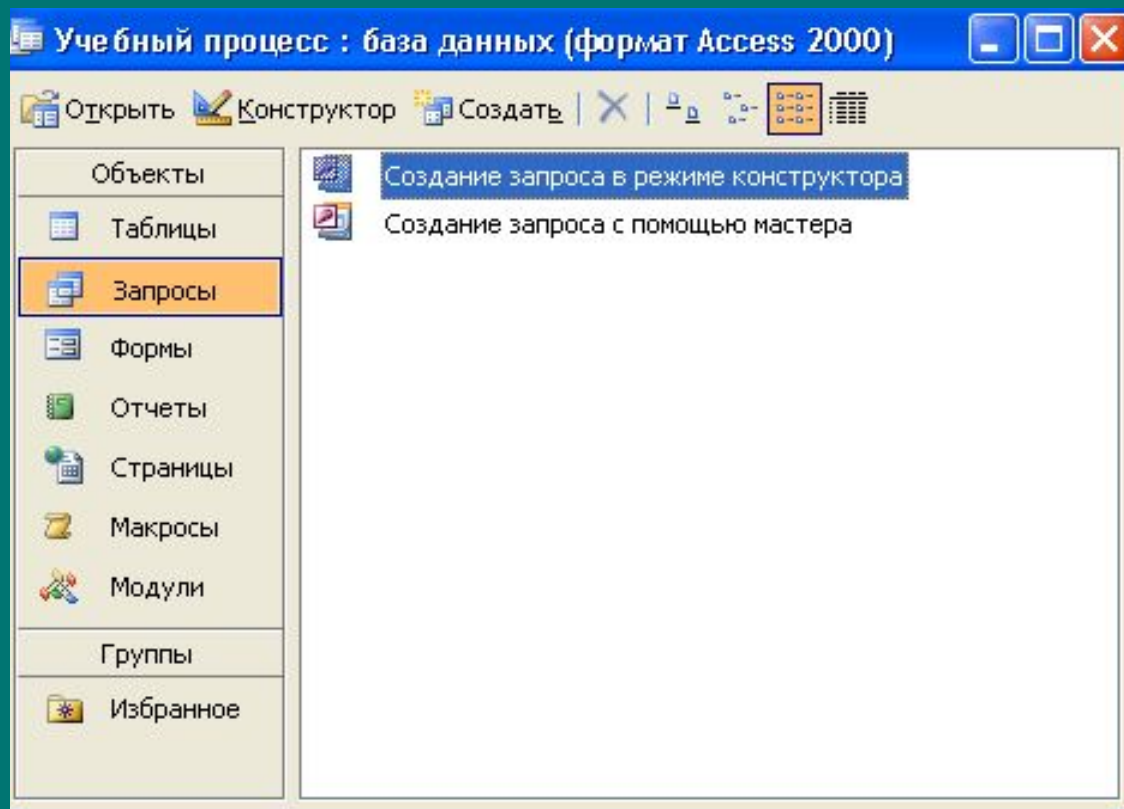 Учебный процесс : база данных (формат Access 2000)
Открыть Конструктор Создать
Объекты
Таблицы
Запросы
Формы
Отчеты
Страницы
Макросы
Модули
Группы
Избранное
Создание запроса в режиме конструктора
Создание запроса с помощью мастера